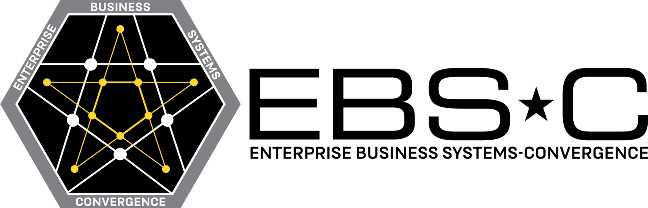 BUSINESS
ENTERPRISE
SYSTEMS
CONVERGENCE
EBS★C
ENTERPRISE BUSINESS SYSTEMS-CONVERGENCE